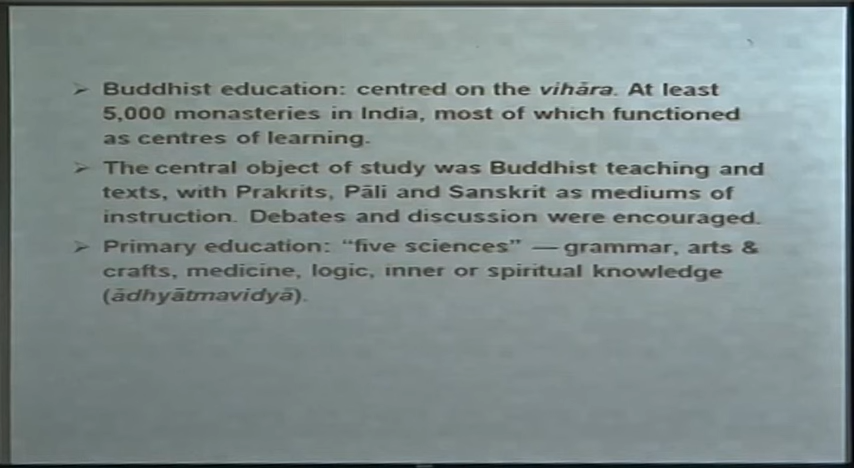 ➢ Buddhist education: centred on the vihāra. At least
5,000 monasteries in India, most of which functioned
as centres of learning.
➢ The central object of study was Buddhist teaching and
texts, with Prakrits, Pāli and Sanskrit as mediums of
instruction. Debates and discussion were encouraged.
➢ Primary education: “five sciences” — grammar, arts &
crafts, medicine, logic, inner or spiritual knowledge
(ādhyātmavidyā).